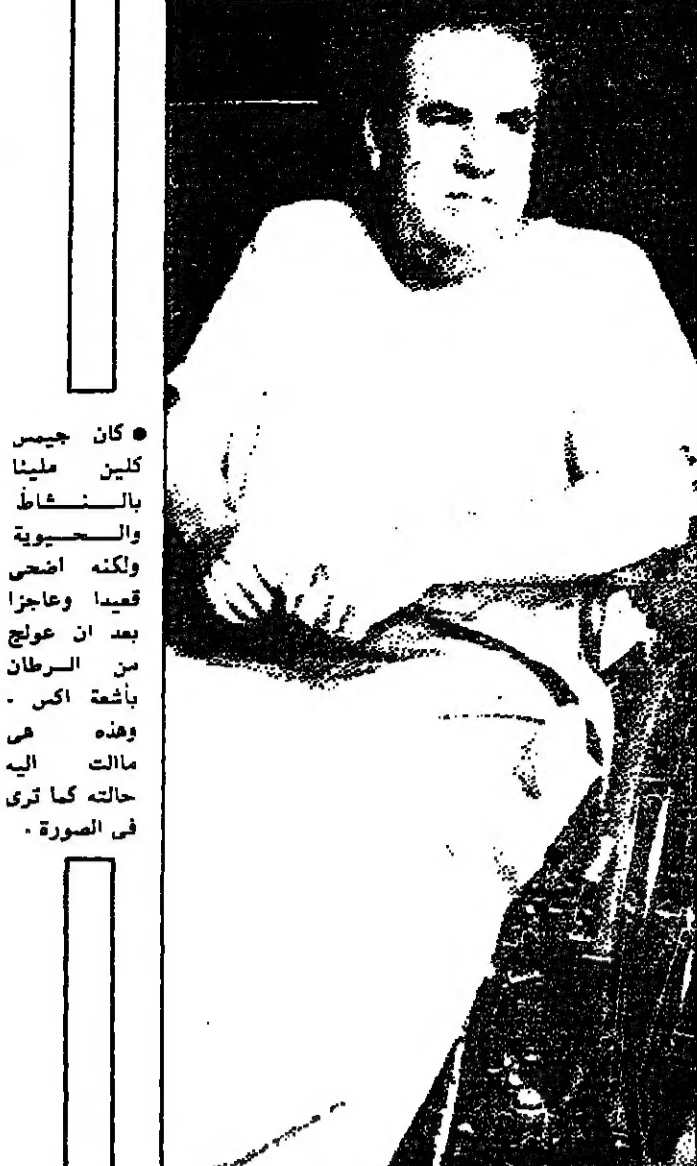 ● كان جيمس
كلين مليئا
بالنشاط
والحيوية
ولكنه اضحى
قعيدا وعاجزا
بعد ان عولج
من السرطان
بأشعة اكس .
وهذه هى
ماالت اليه
حالته كما ترى
فى الصورة .